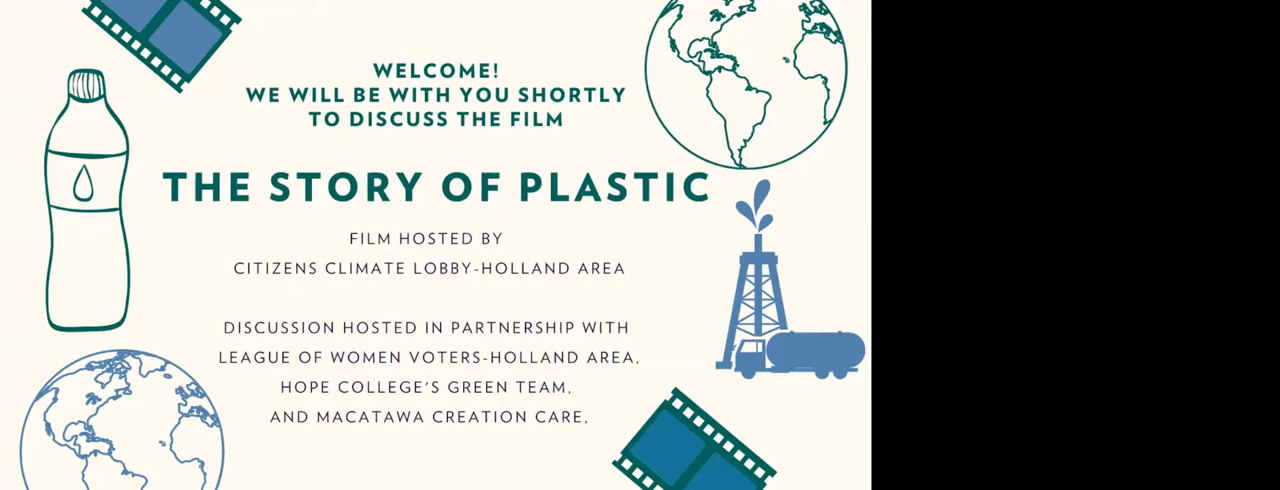 WELCOME!
WE WILL BE WITH YOU SHORTLY
TO DISCUSS THE FILM
THE STORY OF PLASTIC
FILM HOSTED BY
CITIZENS CLIMATE LOBBY-HOLLAND AREA
DISCUSSION HOSTED IN PARTNERSHIP WITH
LEAGUE OF WOMEN VOTERS-HOLLAND AREA,
HOPE COLLEGE'S GREEN TEAM,
AND MACATAWA CREATION CARE,